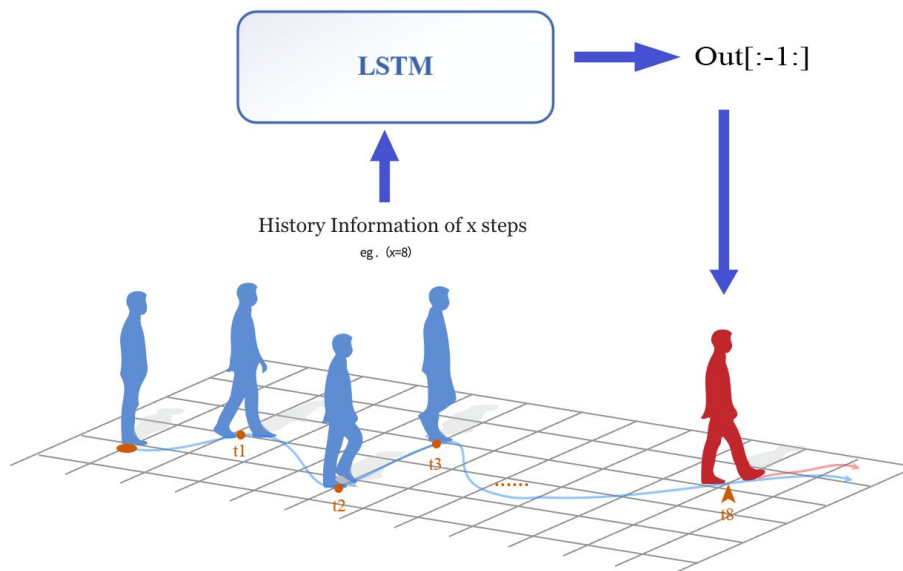 LSTM
Out[:-1:]
History Information of x steps
eg. (x=8)
t1
t2
t3
......
t8